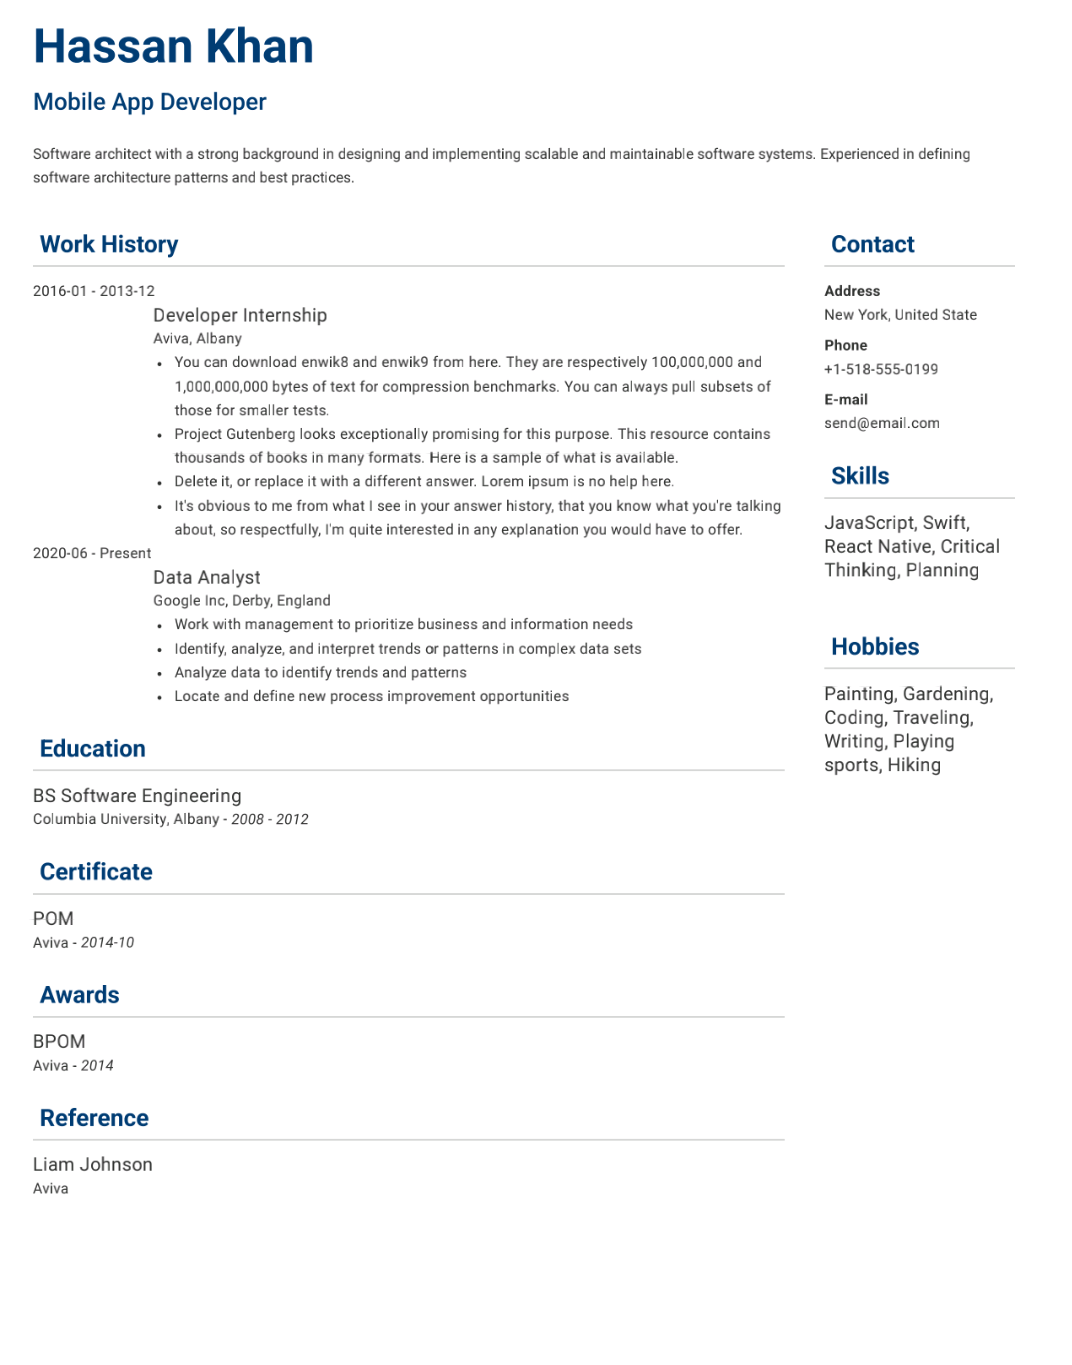 Hassan Khan
Mobile App Developer
Software architect with a strong background in designing and implementing scalable and maintainable software systems. Experienced in defining
software architecture patterns and best practices.
Work History
2016-01 - 2013-12
Developer Internship
Aviva, Albany
• You can download enwik8 and enwik9 from here. They are respectively 100,000,000 and
1,000,000,000 bytes of text for compression benchmarks. You can always pull subsets of
those for smaller tests.
• Project Gutenberg looks exceptionally promising for this purpose. This resource contains
thousands of books in many formats. Here is a sample of what is available.
• Delete it, or replace it with a different answer. Lorem ipsum is no help here.
• It's obvious to me from what I see in your answer history, that you know what you're talking
about, so respectfully, I'm quite interested in any explanation you would have to offer.
2020-06 - Present
Data Analyst
Google Inc, Derby, England
• Work with management to prioritize business and information needs
• Identify, analyze, and interpret trends or patterns in complex data sets
• Analyze data to identify trends and patterns
• Locate and define new process improvement opportunities
Education
BS Software Engineering
Columbia University, Albany - 2008 - 2012
Certificate
POM
Aviva - 2014-10
Awards
BPOM
Aviva - 2014
Reference
Liam Johnson
Aviva
Contact
Address
New York, United State
Phone
+1-518-555-0199
E-mail
send@email.com
Skills
JavaScript, Swift,
React Native, Critical
Thinking, Planning
Hobbies
Painting, Gardening,
Coding, Traveling,
Writing, Playing
sports, Hiking